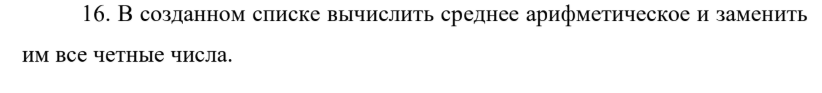 16. В созданном списке вычислить среднее арифметическое и заменить
им все четные числа.